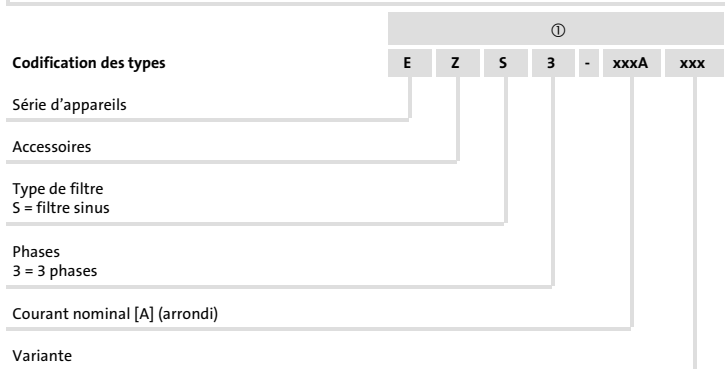 ①
Codification des types E Z S 3 - xxxA xxx
Série d'appareils
Accessoires
Type de filtre
S = filtre sinus
Phases
3 = 3 phases
Courant nominal [A] (arrondi)
Variante